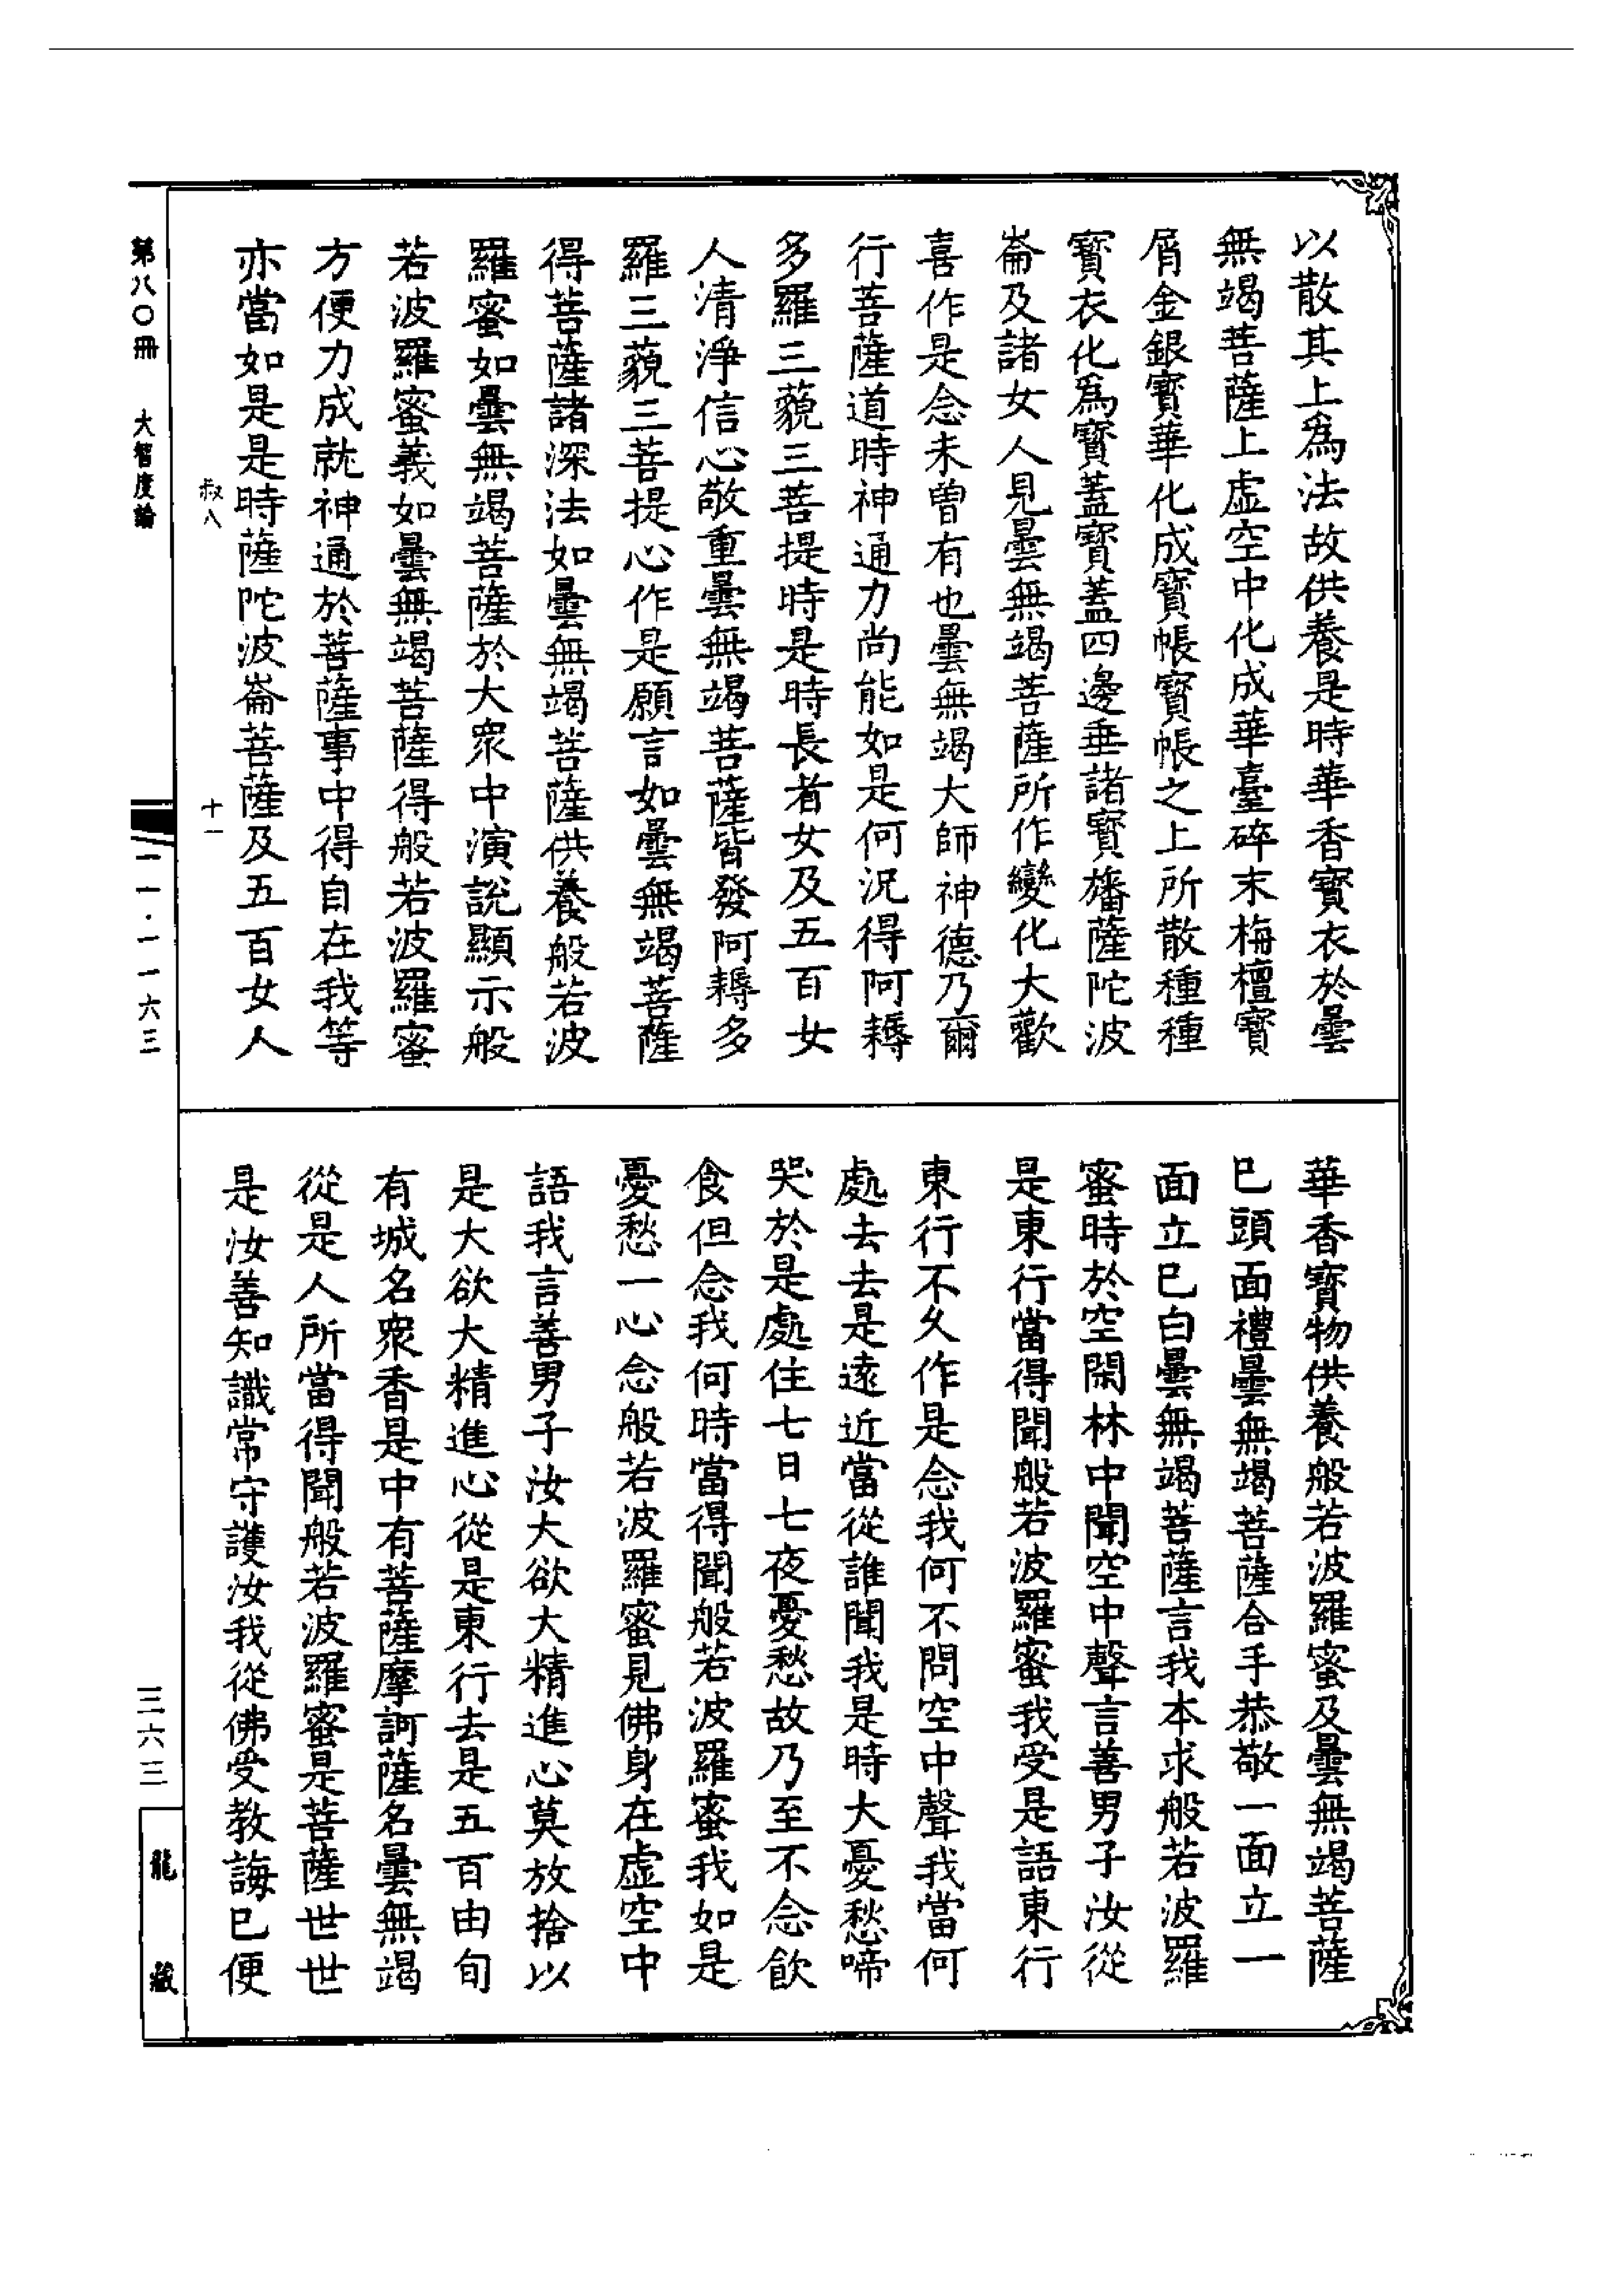 以散其上爲法故供養是時華香寶衣於曇
無竭菩薩上虛空中化成華臺碎末栴檀寶
屑金銀寶華化成寶帳寶帳之上所散種種
寶衣化爲寶蓋寶蓋四邊垂諸寶旛薩陀波
崙及諸女人見曇無竭菩薩所作變化大歡
喜作是念未曾有也曇無竭大師神德乃爾
行菩薩道時神通力尚能如是何況得阿耨
多羅三藐三菩提時是時長者女及五百女
人清淨信心敬重曇無竭菩薩皆發阿耨多
羅三藐三菩提心作是願言如曇無竭菩薩
得菩薩諸深法如曇無竭菩薩供養般若波
羅蜜如曇無竭菩薩於大眾中演說顯示般
若波羅蜜義如曇無竭菩薩得般若波羅蜜
方便力成就神通於菩薩事中得自在我等
亦當如是是時薩陀波崙菩薩及五百女人
華香寶物供養般若波羅蜜及曇無竭菩薩
已頭面禮曇無竭菩薩合手恭敬一面立一
面立已白曇無竭菩薩言我本求般若波羅
蜜時於空閑林中聞空中聲言善男子汝從
是東行當得聞般若波羅蜜我受是語東行
東行不久作是念我何不問空中聲我當何
處去去是遠近當從誰聞我是時大憂愁啼
哭於是處住七日七夜憂愁故乃至不念飲
食但念我何時當得聞般若波羅蜜我如是
憂愁一心念般若波羅蜜見佛身在虛空中
語我言善男子汝大欲大精進心莫放捨以
是大欲大精進心從是東行去是五百由旬
有城名眾香是中有菩薩摩訶薩名曇無竭
從是人所當得聞般若波羅蜜是菩薩世世
是汝善知識常守護汝我從佛受教誨已便
叔八
十一
第八〇冊 大智度論
一一·一一六三
三六三
龍藏